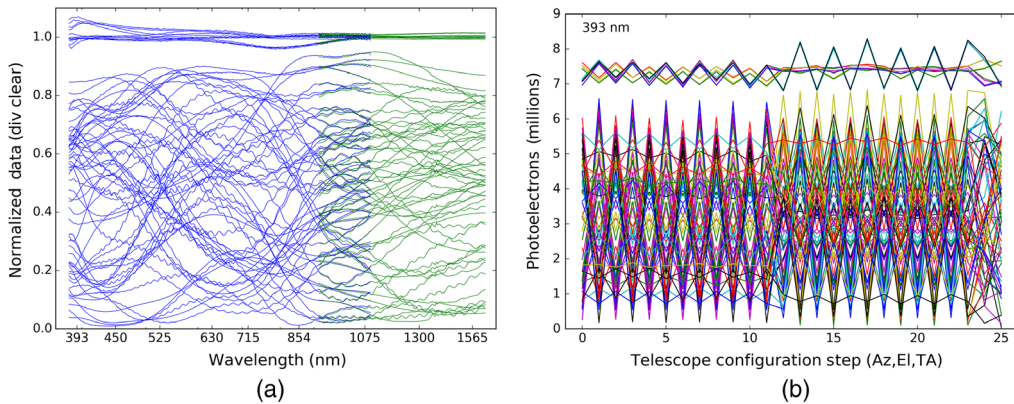 1.0
0.8
0.6
0.4
0.2
0.0
Normalized data (div clear)
393 450 525 630 715 854 1075 1300 1565
Wavelength (nm)
(a)
393 nm
9
8
7
6
5
4
3
2
1
0
Photoelectrons (millions)
0 5 10 15 20 25
Telescope configuration step (Az,El,TA)
(b)